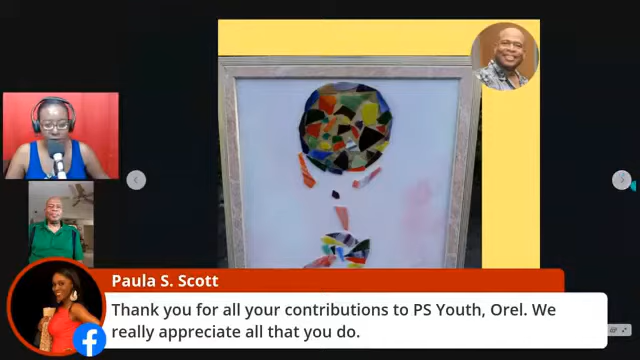 Paula S. Scott
Thank you for all your contributions to PS Youth, Orel. We
really appreciate all that you do.